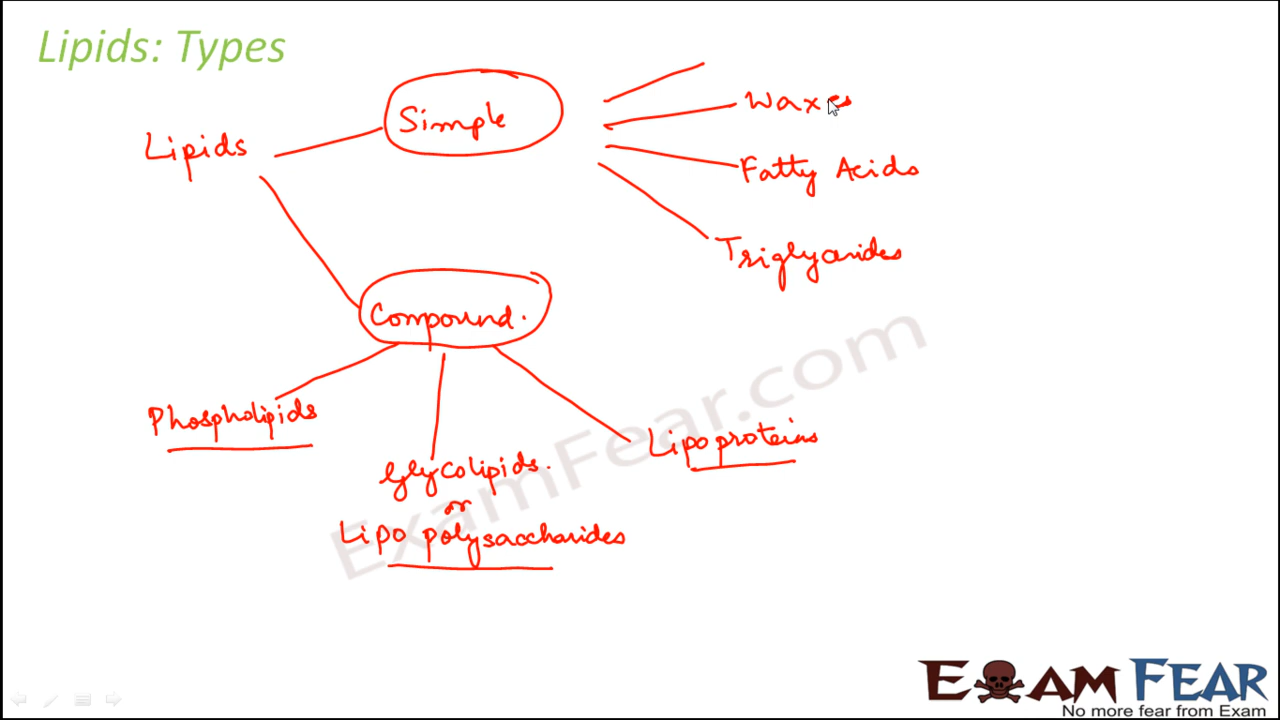 Lipids: Types
Lipids
Simple
Waxes
Fatty Acids
Triglycerides
Compound.
Phospholipids
Glycolipids.
or
Lipo polysaccharides
Lipoproteins
ExamFear.com
EXAM FEAR
No more fear from Exam